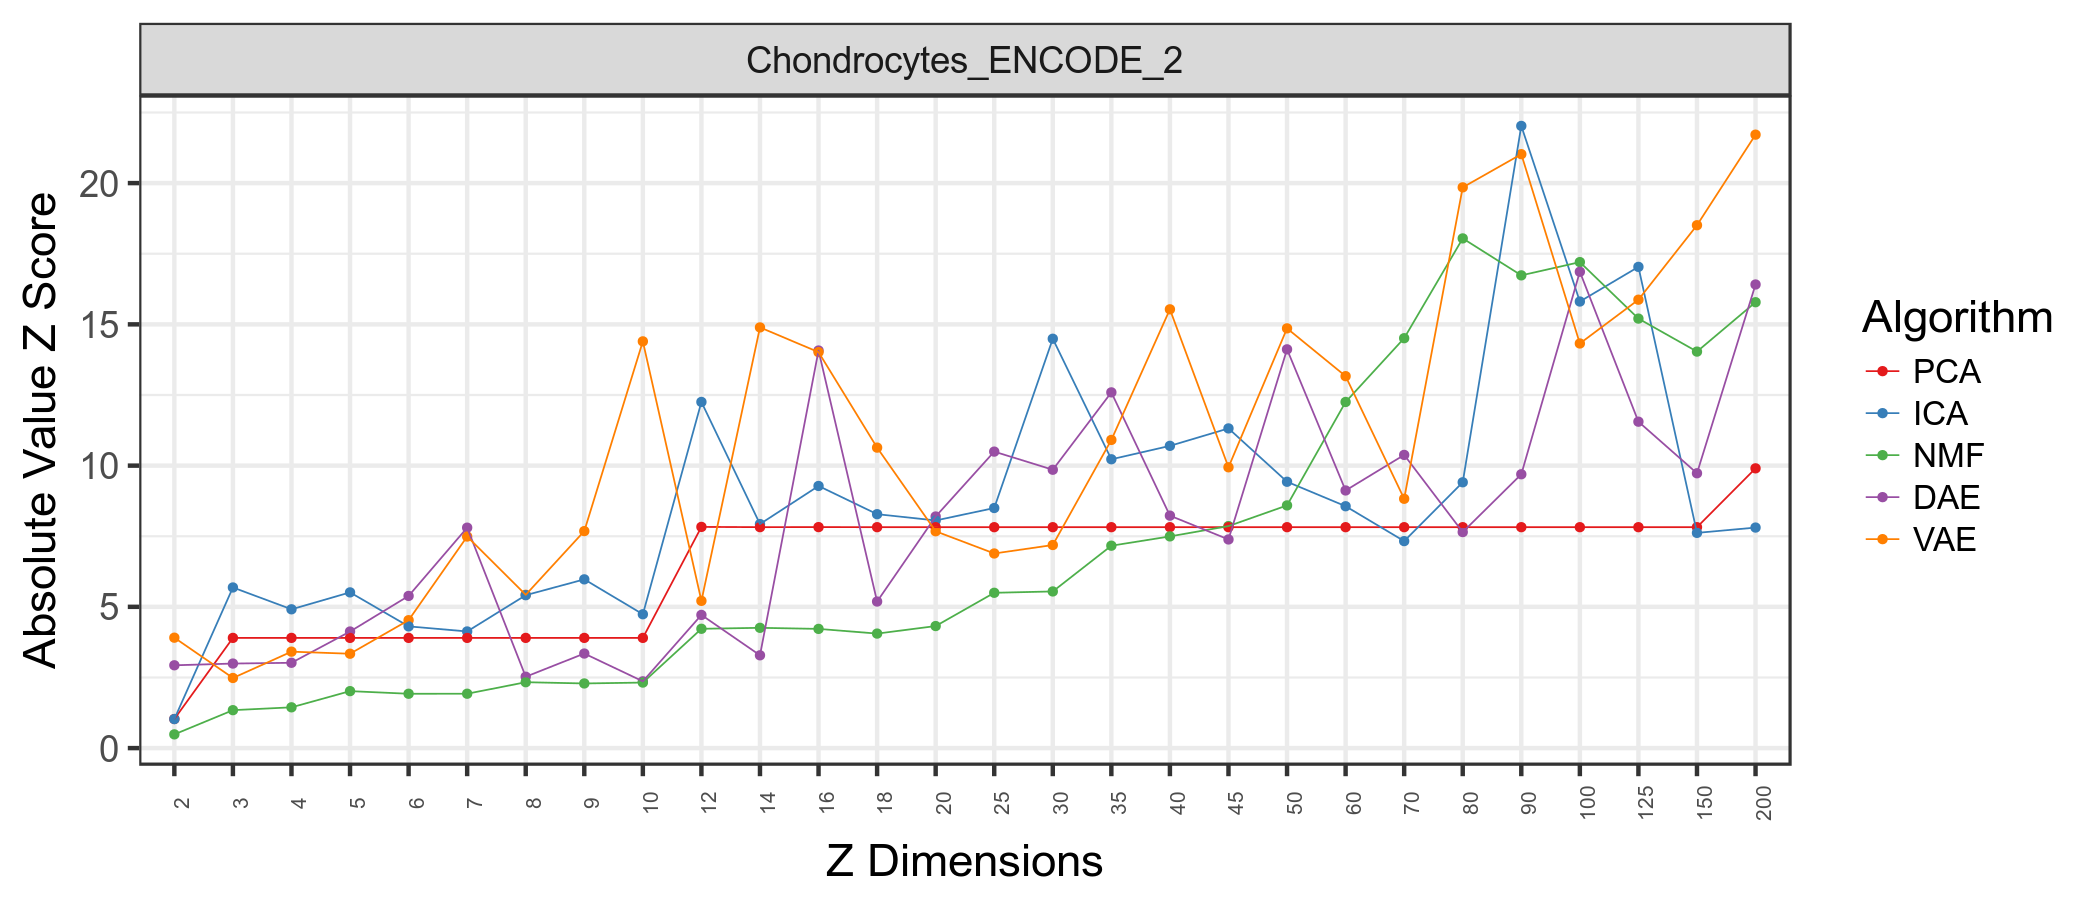 Chondrocytes_ENCODE_2
Absolute Value Z Score
20
15
10
5
0
2 3 4 5 6 7 8 9 10 12 14 16 18 20 25 30 35 40 45 50 60 70 80 90 100 125 150 200
Z Dimensions
Algorithm
PCA
ICA
NMF
DAE
VAE